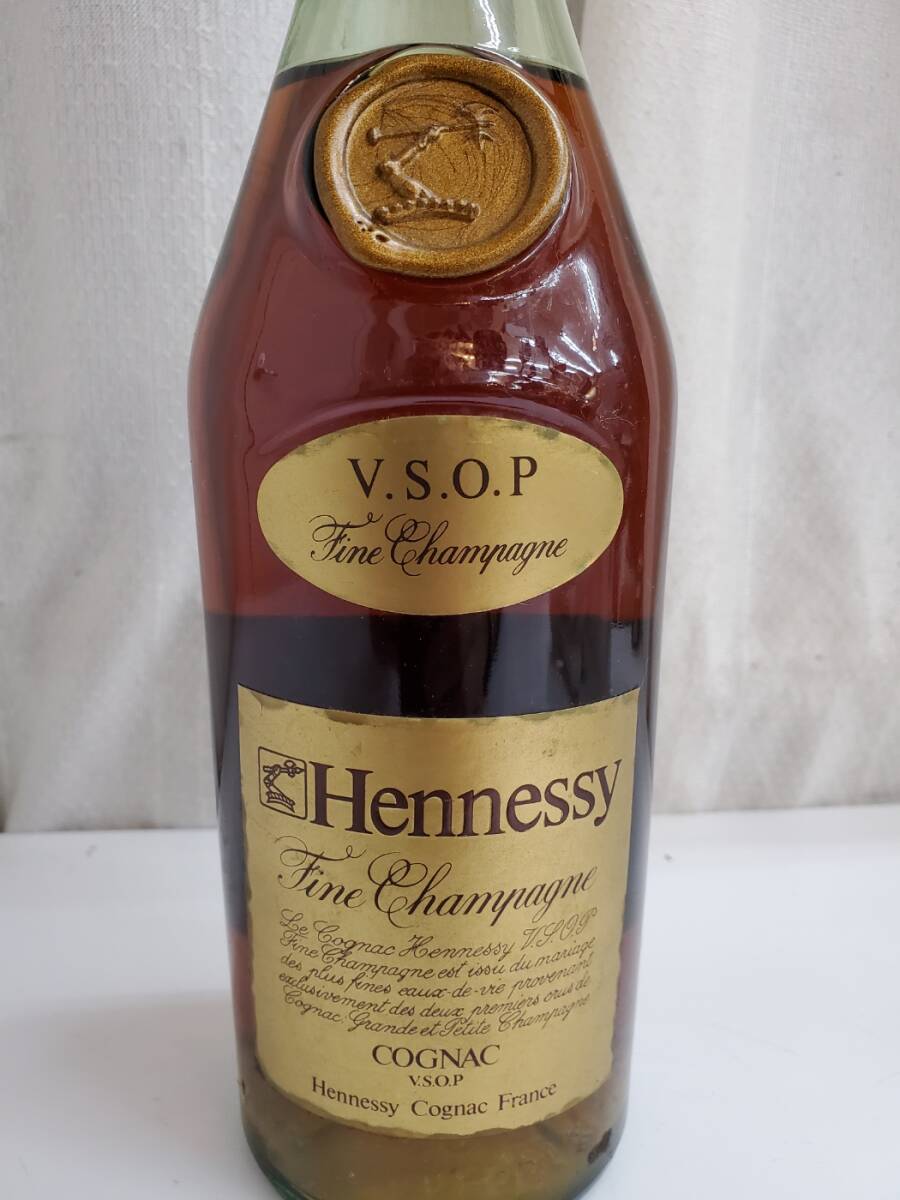 V.S.O.P
Fine Champagne
Hennessy
Fine Champagne
Le Cognac Hennessy V.S.O.P
Fine Champagne est issu du mariage
des plus fines eaux-de-vie provenant
exclusivement des deux premiers crus de
Cognac: Grande et Petite Champagne
COGNAC
V.S.O.P
Hennessy Cognac France